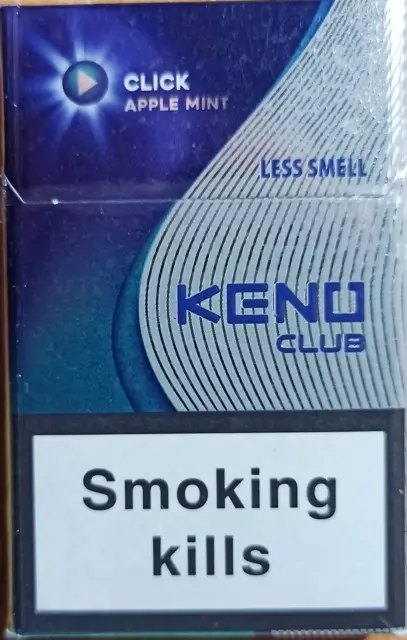 CLICK
APPLE MINT
LESS SMELL
KENO
CLUB
Smoking
kills